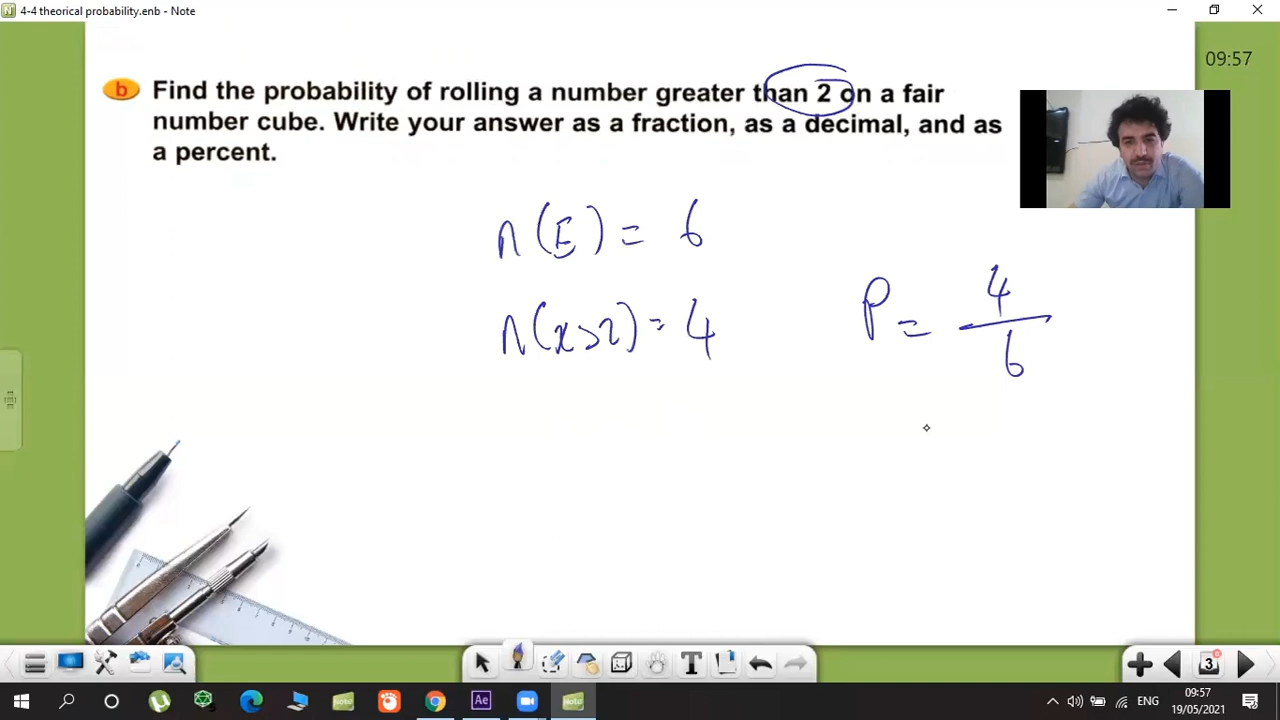 4-4 theorical probability.enb - Note
09:57
b Find the probability of rolling a number greater than 2 on a fair
number cube. Write your answer as a fraction, as a decimal, and as
a percent.
n(E) = 6
n(x>2) = 4
P = 4/6
3
ENG
09:57
19/05/2021